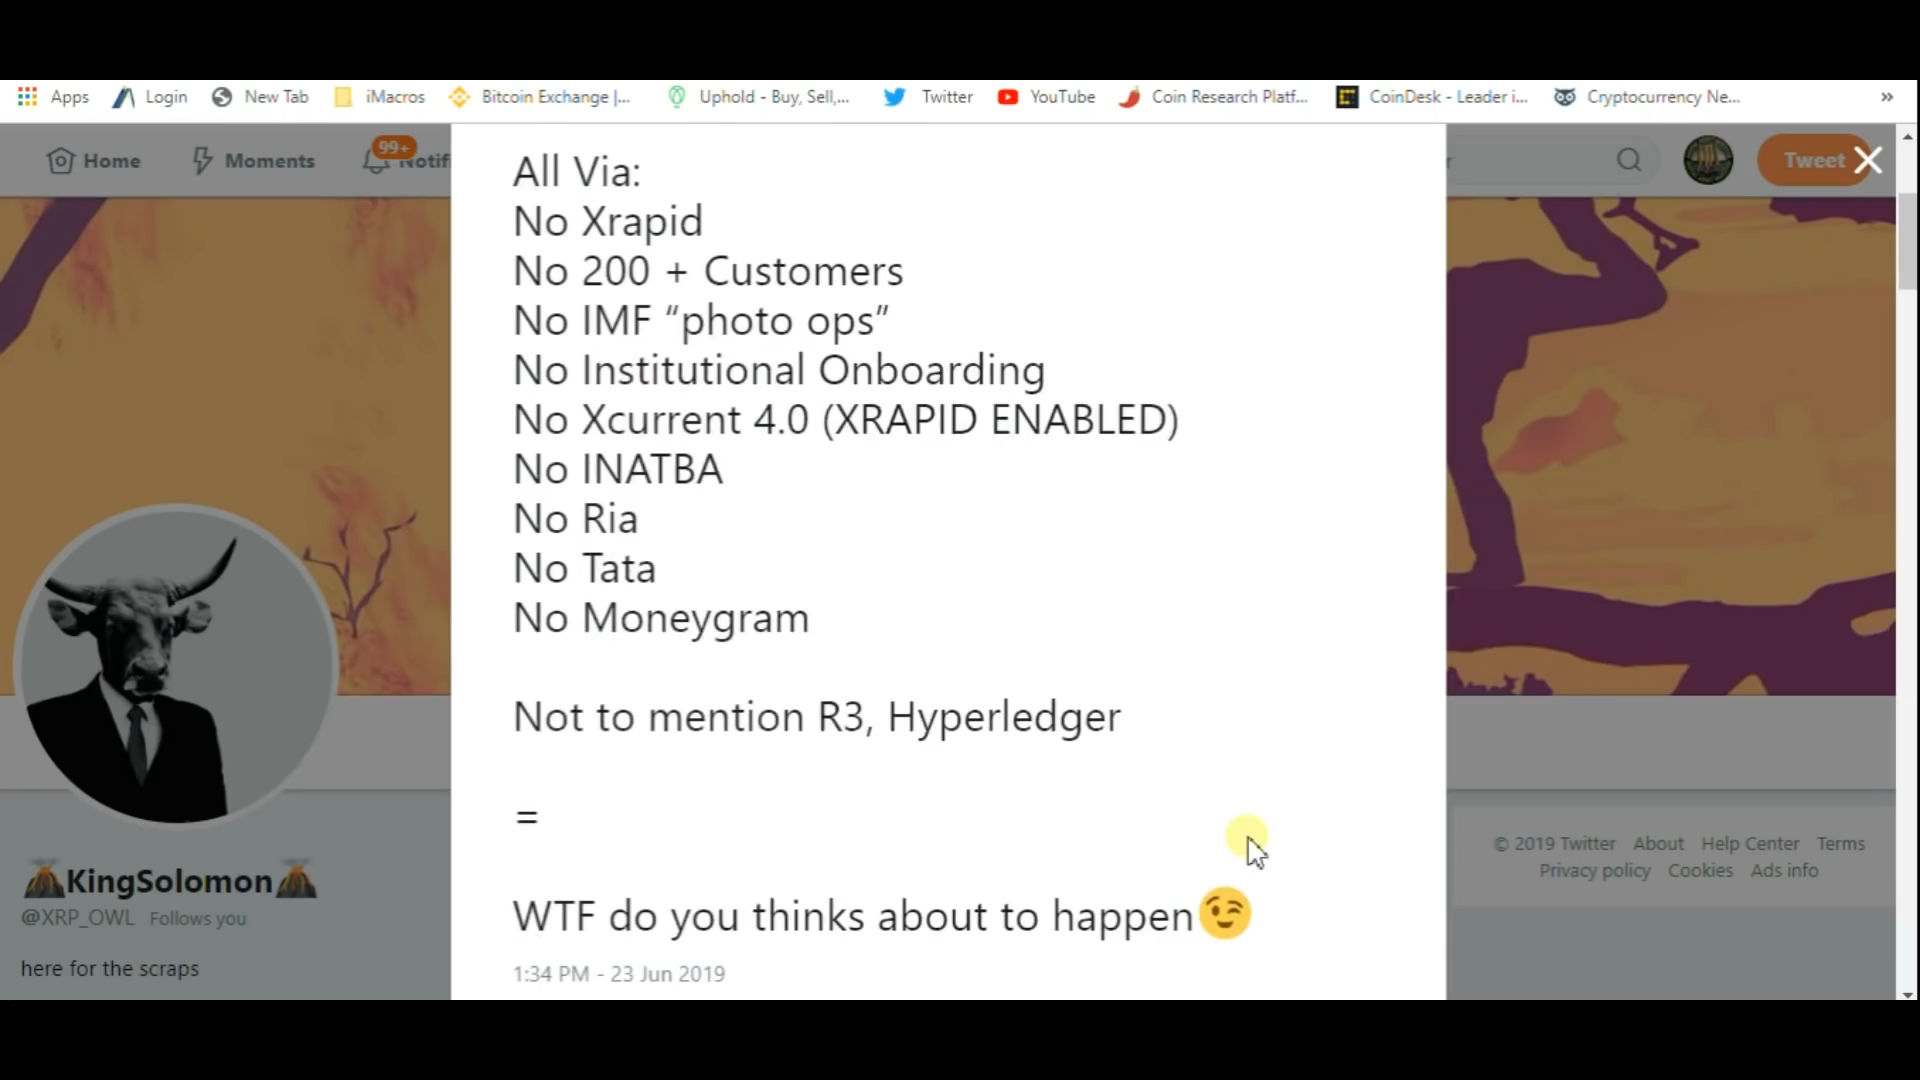 Apps Login New Tab iMacros Bitcoin Exchange |... Uphold - Buy, Sell,... Twitter YouTube Coin Research Platf... CoinDesk - Leader i... Cryptocurrency Ne... »
Home Moments 99+ Notif r Tweet
All Via:
No Xrapid
No 200 + Customers
No IMF “photo ops”
No Institutional Onboarding
No Xcurrent 4.0 (XRAPID ENABLED)
No INATBA
No Ria
No Tata
No Moneygram
Not to mention R3, Hyperledger
=
WTF do you thinks about to happen😉
1:34 PM - 23 Jun 2019
🌋KingSolomon🌋
@XRP_OWL Follows you
here for the scraps
© 2019 Twitter About Help Center Terms
Privacy policy Cookies Ads info